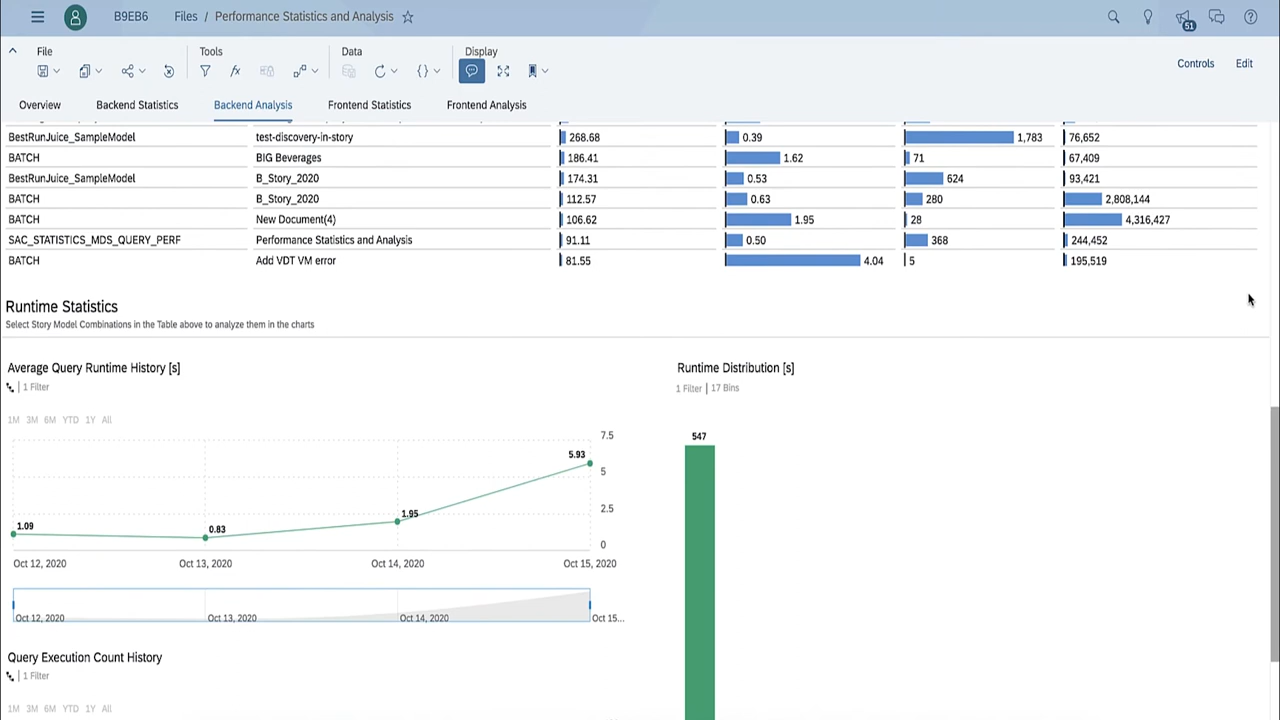 B9EB6 Files / Performance Statistics and Analysis
51
File Tools Data Display
Controls Edit
Overview Backend Statistics Backend Analysis Frontend Statistics Frontend Analysis
BestRunJuice_SampleModel test-discovery-in-story 268.68 0.39 1,783 76,652
BATCH BIG Beverages 186.41 1.62 71 67,409
BestRunJuice_SampleModel B_Story_2020 174.31 0.53 624 93,421
BATCH B_Story_2020 112.57 0.63 280 2,808,144
BATCH New Document(4) 106.62 1.95 28 4,316,427
SAC_STATISTICS_MDS_QUERY_PERF Performance Statistics and Analysis 91.11 0.50 368 244,452
BATCH Add VDT VM error 81.55 4.04 5 195,519
Runtime Statistics
Select Story Model Combinations in the Table above to analyze them in the charts
Average Query Runtime History [s]
1 Filter
1M 3M 6M YTD 1Y All
7.5
5.93
5
2.5
1.95
1.09
0.83
0
Oct 12, 2020 Oct 13, 2020 Oct 14, 2020 Oct 15, 2020
Oct 12, 2020 Oct 13, 2020 Oct 14, 2020 Oct 15...
Query Execution Count History
1 Filter
1M 3M 6M YTD 1Y All
Runtime Distribution [s]
1 Filter | 17 Bins
547